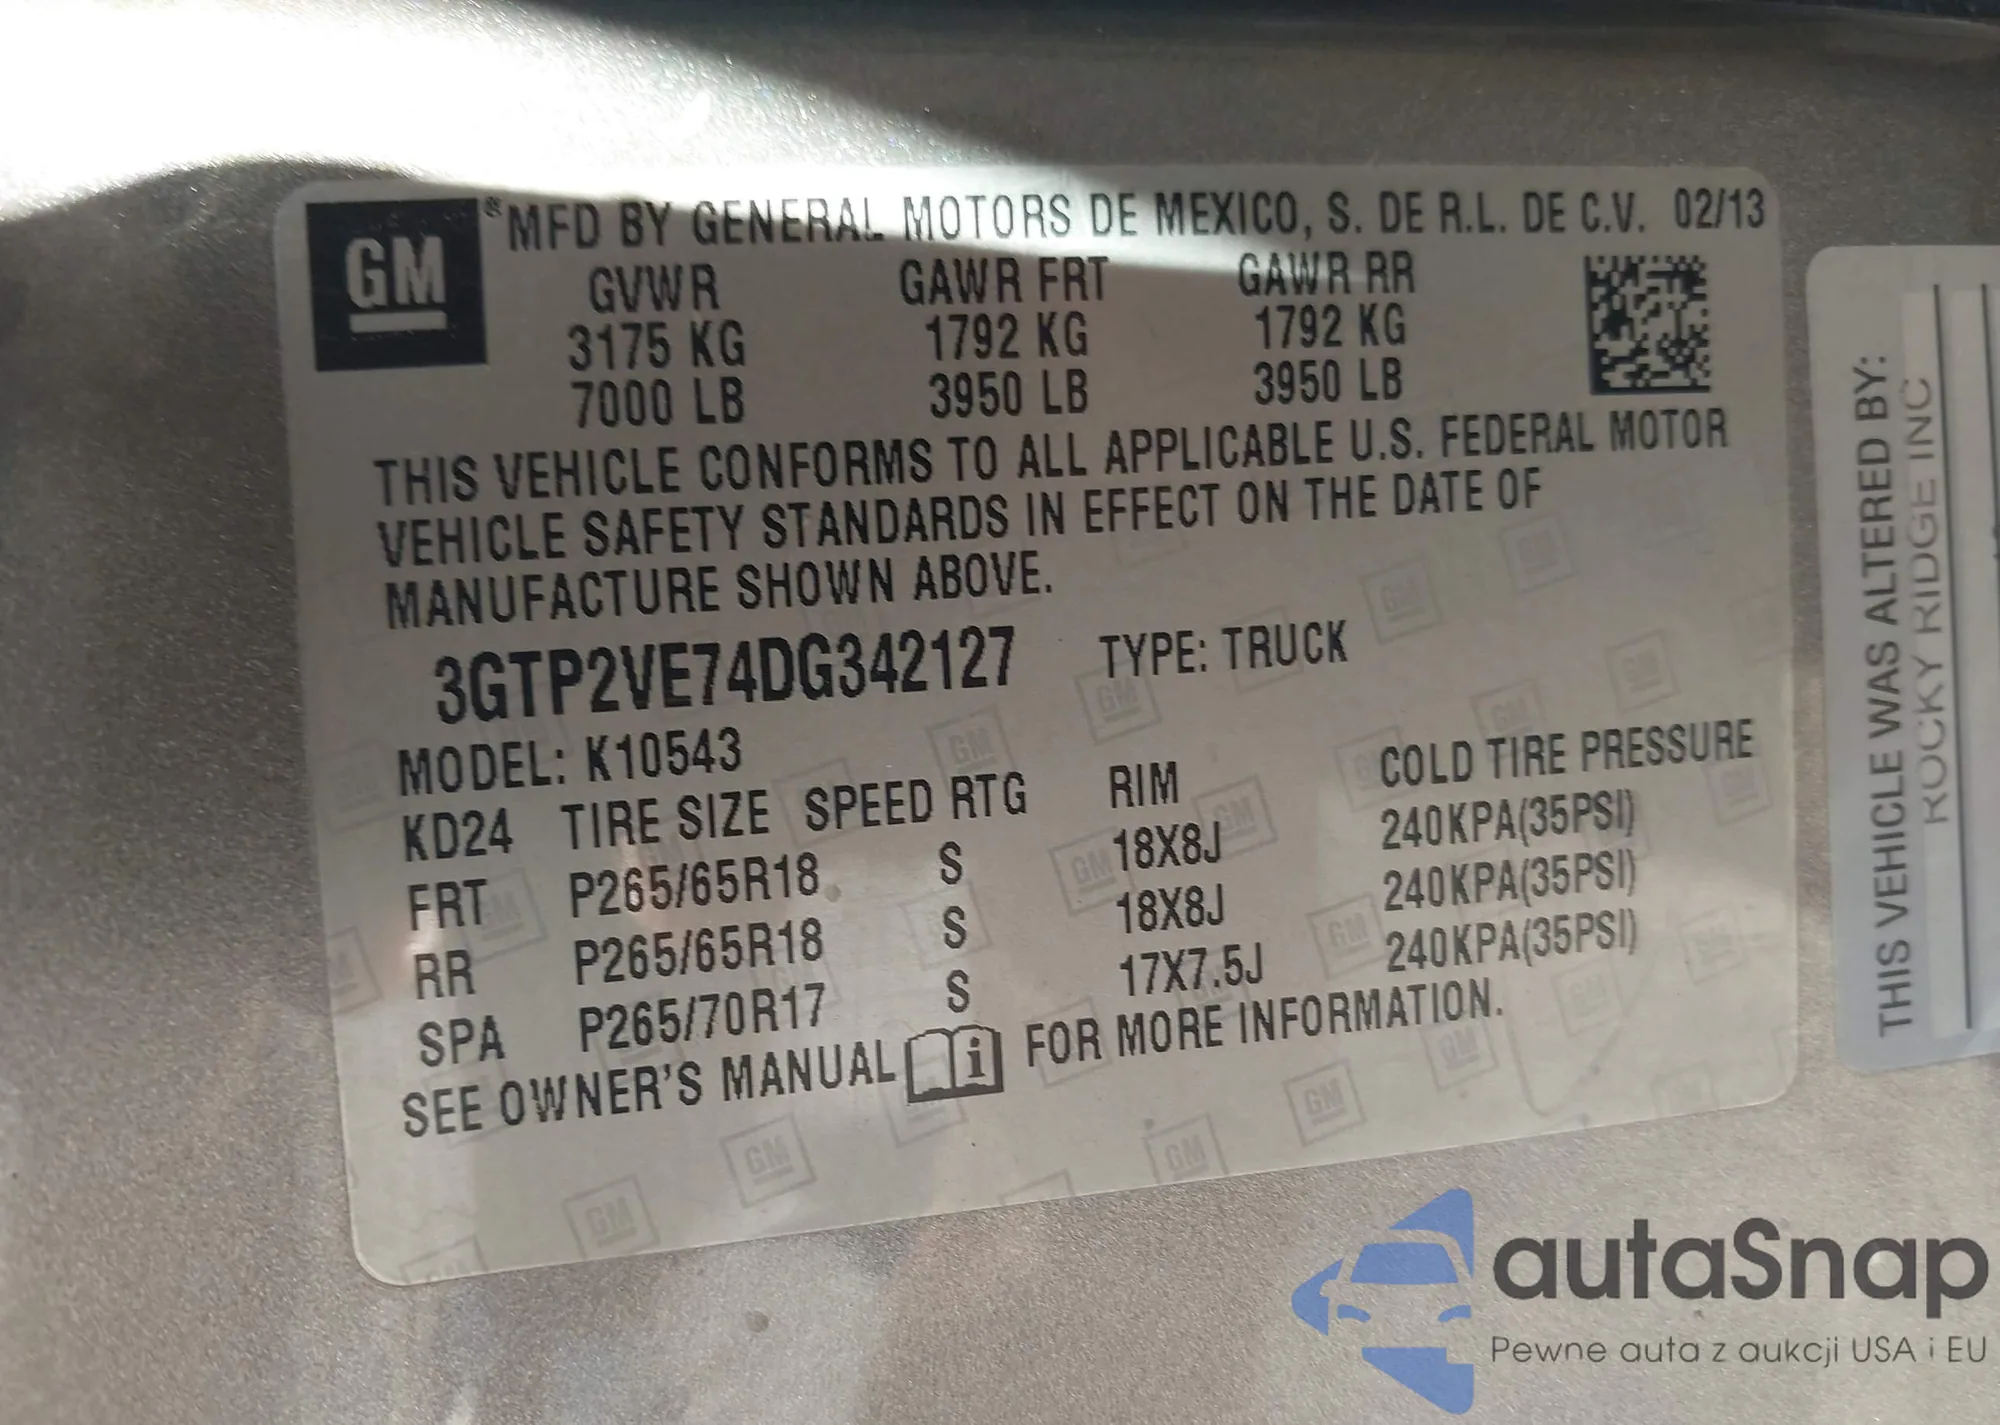 GM
® MFD BY GENERAL MOTORS DE MEXICO, S. DE R.L. DE C.V. 02/13
GVWR GAWR FRT GAWR RR
3175 KG 1792 KG 1792 KG
7000 LB 3950 LB 3950 LB
THIS VEHICLE CONFORMS TO ALL APPLICABLE U.S. FEDERAL MOTOR
VEHICLE SAFETY STANDARDS IN EFFECT ON THE DATE OF
MANUFACTURE SHOWN ABOVE.
3GTP2VE74DG342127 TYPE: TRUCK
MODEL: K10543
KD24 TIRE SIZE SPEED RTG RIM COLD TIRE PRESSURE
FRT P265/65R18 S 18X8J 240KPA(35PSI)
RR P265/65R18 S 18X8J 240KPA(35PSI)
SPA P265/70R17 S 17X7.5J 240KPA(35PSI)
SEE OWNER'S MANUAL i FOR MORE INFORMATION.
THIS VEHICLE WAS ALTERED BY:
ROCKY RIDGE INC
autaSnap
Pewne auta z aukcji USA i EU